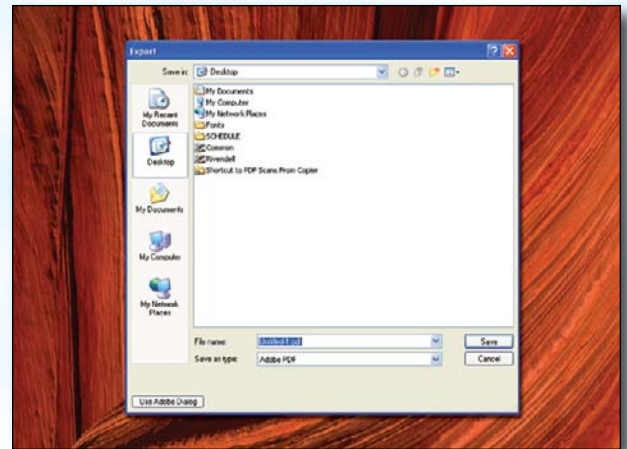 Export
Save in: Desktop
My Recent Documents
Desktop
My Documents
My Computer
My Network Places
My Documents
My Computer
My Network Places
Fonts
SCHEDULE
Common
Rivendell
Shortcut to PDF Scans From Copier
File name: Untitled-1.pdf
Save
Save as type: Adobe PDF
Cancel
Use Adobe Dialog